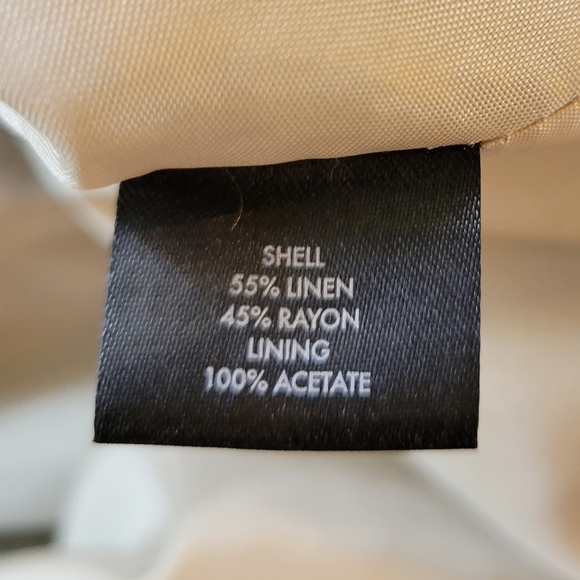 SHELL
55% LINEN
45% RAYON
LINING
100% ACETATE